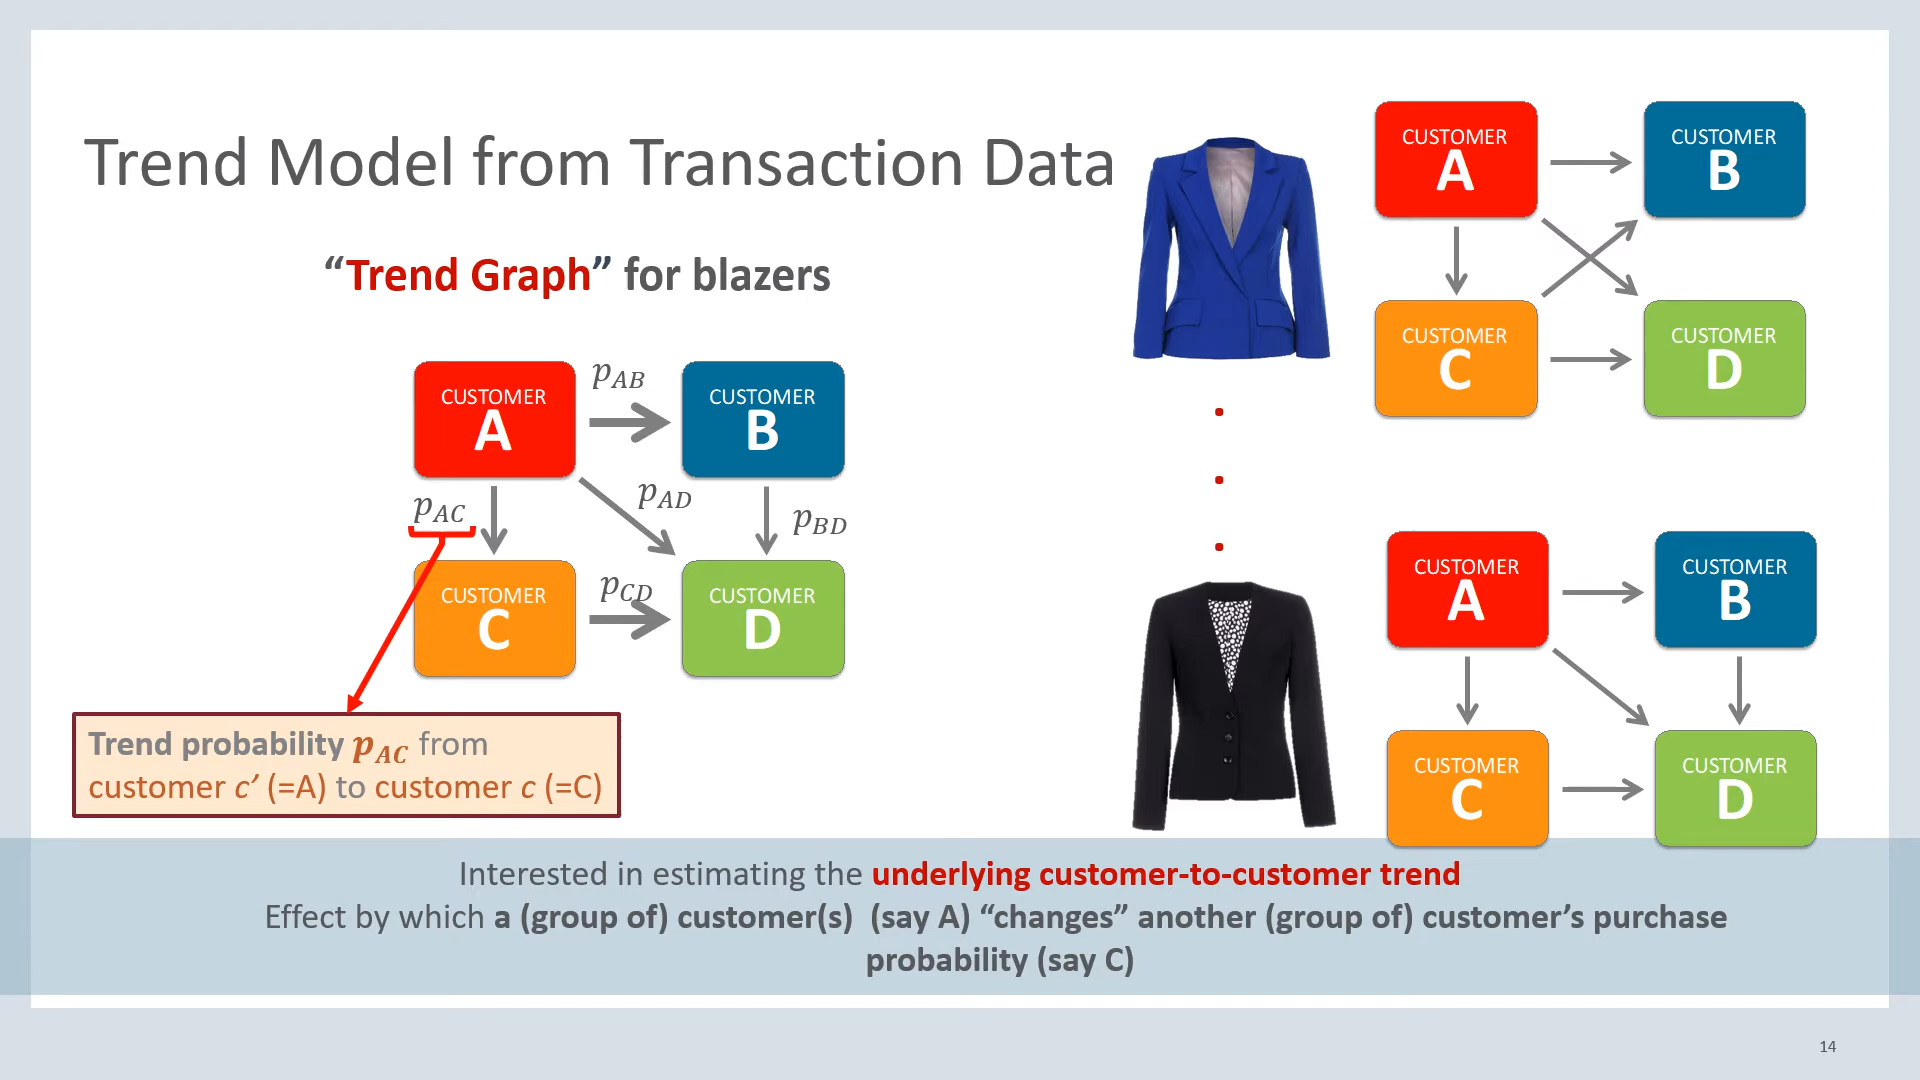 Trend Model from Transaction Data
“Trend Graph” for blazers
CUSTOMER
A
p_AB
CUSTOMER
B
p_AC
p_AD
p_BD
CUSTOMER
C
p_CD
CUSTOMER
D
Trend probability p_AC from
customer c’ (=A) to customer c (=C)
CUSTOMER
A
CUSTOMER
B
CUSTOMER
C
CUSTOMER
D
CUSTOMER
A
CUSTOMER
B
CUSTOMER
C
CUSTOMER
D
Interested in estimating the underlying customer-to-customer trend
Effect by which a (group of) customer(s) (say A) “changes” another (group of) customer’s purchase
probability (say C)
14